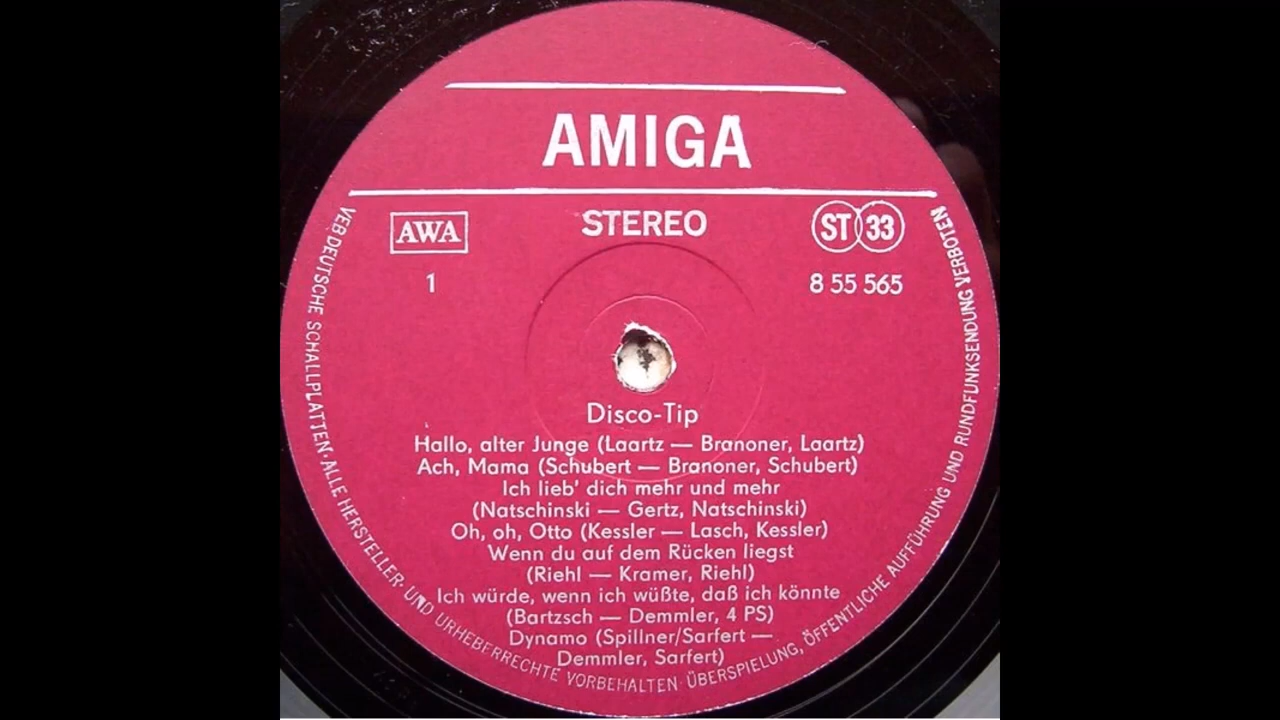 AMIGA
AWA
STEREO
ST 33
1
8 55 565
Disco-Tip
Hallo, alter Junge (Laartz — Branoner, Laartz)
Ach, Mama (Schubert — Branoner, Schubert)
Ich lieb' dich mehr und mehr
(Natschinski — Gertz, Natschinski)
Oh, oh, Otto (Kessler — Lasch, Kessler)
Wenn du auf dem Rücken liegst
(Riehl — Kramer, Riehl)
Ich würde, wenn ich wüßte, daß ich könnte
(Bartzsch — Demmler, 4 PS)
Dynamo (Spillner/Sarfert —
Demmler, Sarfert)
VEB DEUTSCHE SCHALLPLATTEN · ALLE HERSTELLER- UND URHEBERRECHTE VORBEHALTEN · ÜBERSPIELUNG, ÖFFENTLICHE AUFFÜHRUNG UND RUNDFUNKSENDUNG VERBOTEN